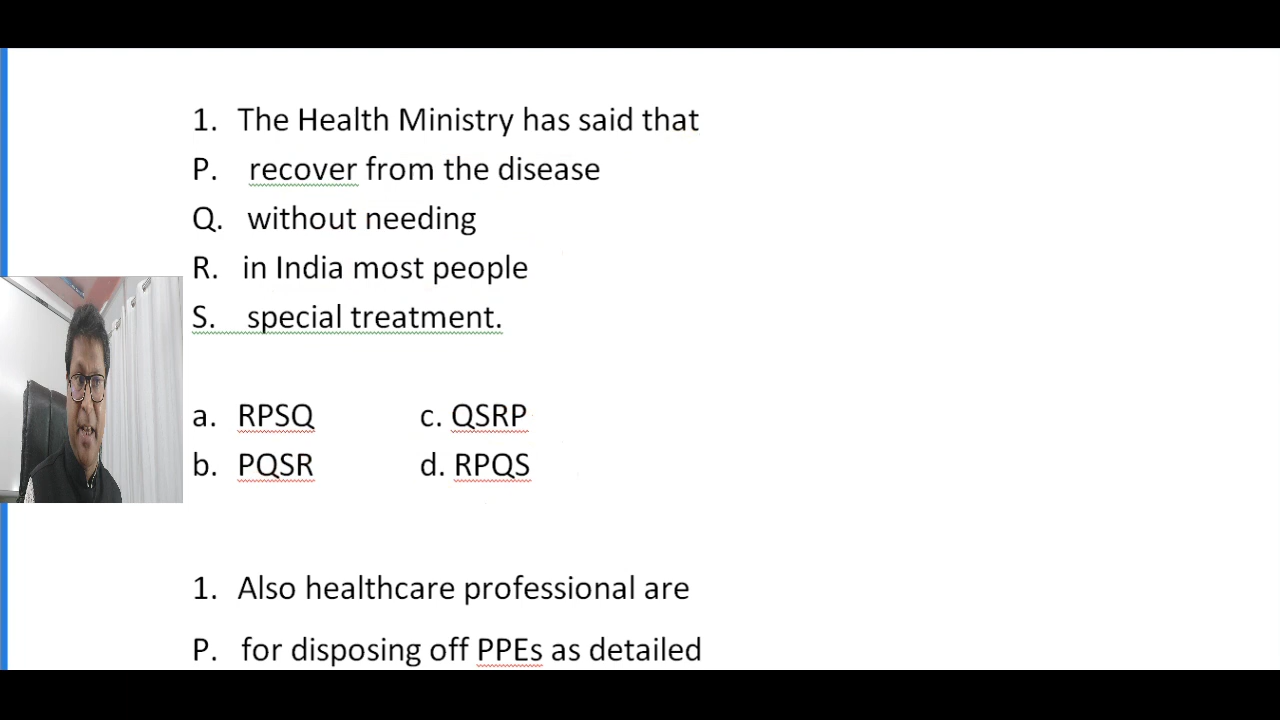 1. The Health Ministry has said that
P. recover from the disease
Q. without needing
R. in India most people
S. special treatment.
a. RPSQ c. QSRP
b. PQSR d. RPQS
1. Also healthcare professional are
P. for disposing off PPEs as detailed